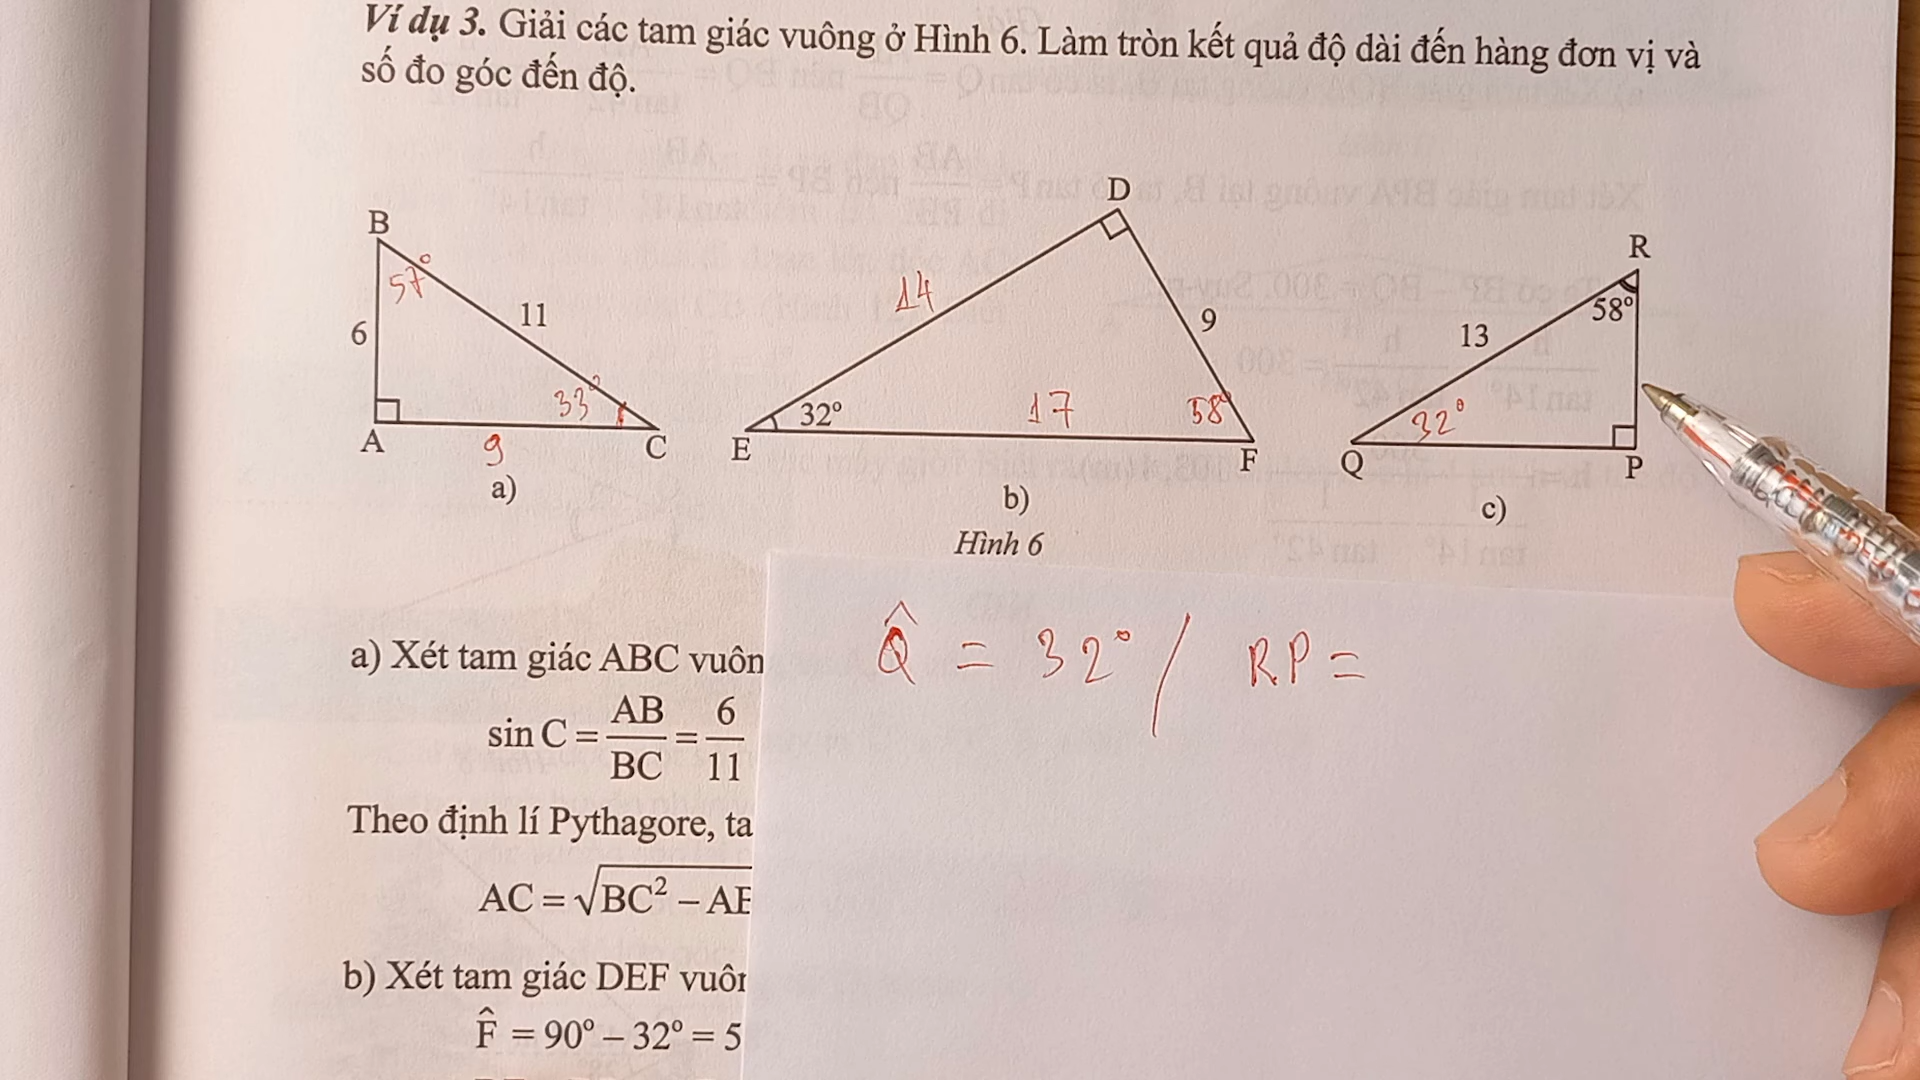 Ví dụ 3. Giải các tam giác vuông ở Hình 6. Làm tròn kết quả độ dài đến hàng đơn vị và
số đo góc đến độ.
B
57°
6
11
33°
A
9
C
a)
D
14
9
E
32°
17
58°
F
b)
R
58°
13
32°
Q
P
c)
Hình 6
Q̂ = 32° / RP =
a) Xét tam giác ABC vuôn
sin C = AB/BC = 6/11
Theo định lí Pythagore, ta
AC = √BC² – AB
b) Xét tam giác DEF vuôn
F̂ = 90° – 32° = 5